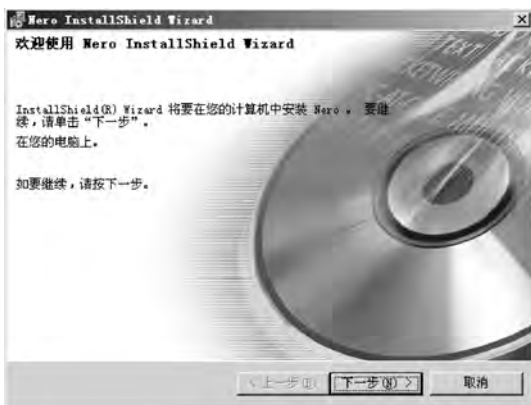 Nero InstallShield Wizard
欢迎使用 Nero InstallShield Wizard
InstallShield(R) Wizard 将要在您的计算机中安装 Nero 。 要继
续，请单击“下一步”。
在您的电脑上。
如要继续，请按下一步。
<上一步(B) 下一步(N) > 取消